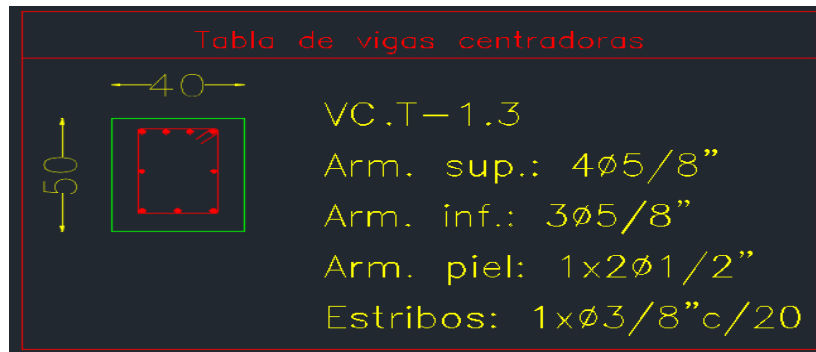 Tabla de vigas centradoras
40
50
VC.T-1.3
Arm. sup.: 4ø5/8”
Arm. inf.: 3ø5/8”
Arm. piel: 1x2ø1/2”
Estribos: 1xø3/8”c/20